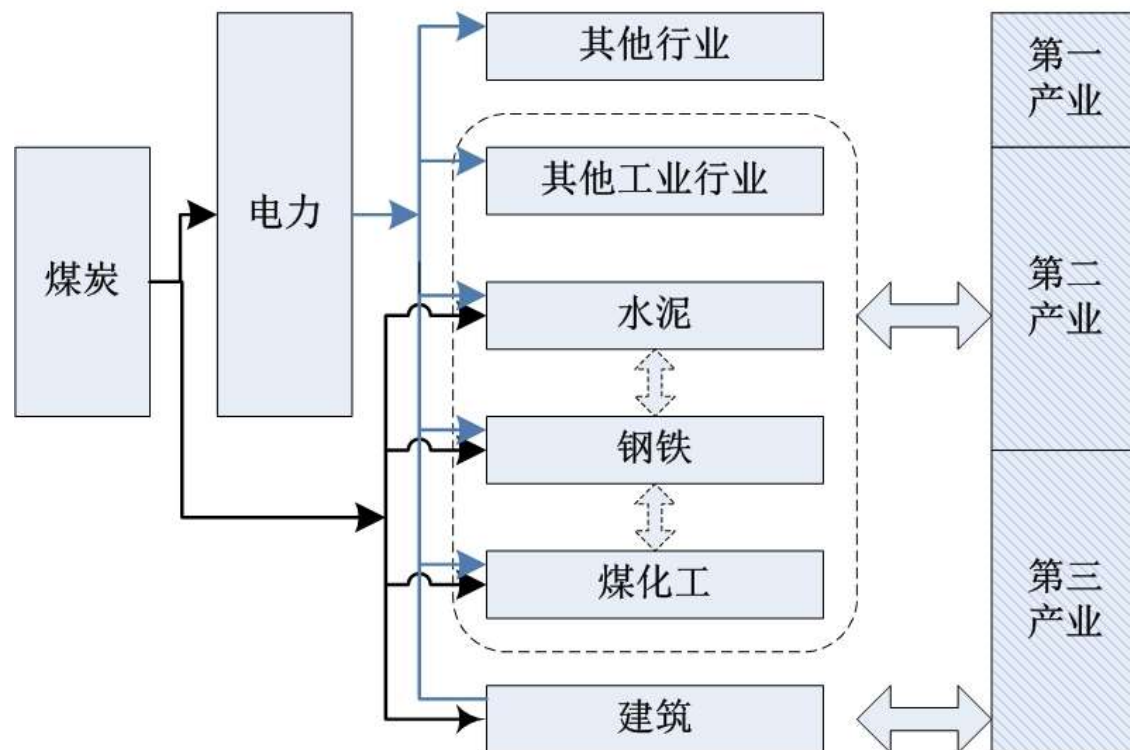 煤炭
电力
其他行业
其他工业行业
水泥
钢铁
煤化工
建筑
第一
产业
第二
产业
第三
产业